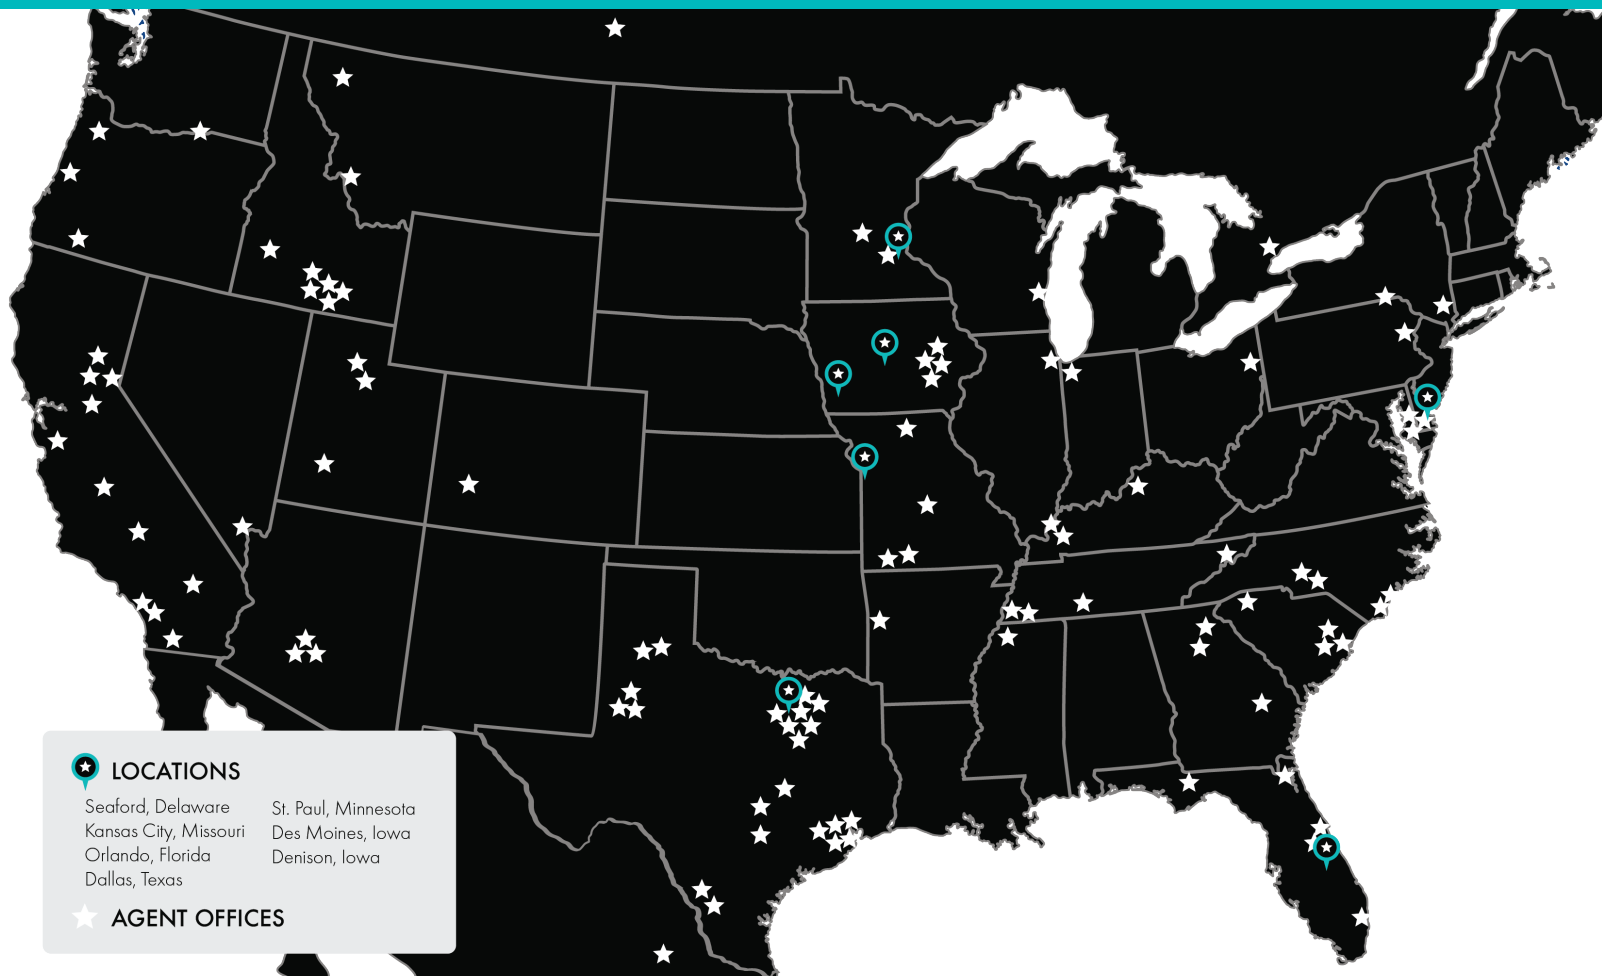 LOCATIONS
Seaford, Delaware
Kansas City, Missouri
Orlando, Florida
Dallas, Texas
St. Paul, Minnesota
Des Moines, Iowa
Denison, Iowa
AGENT OFFICES